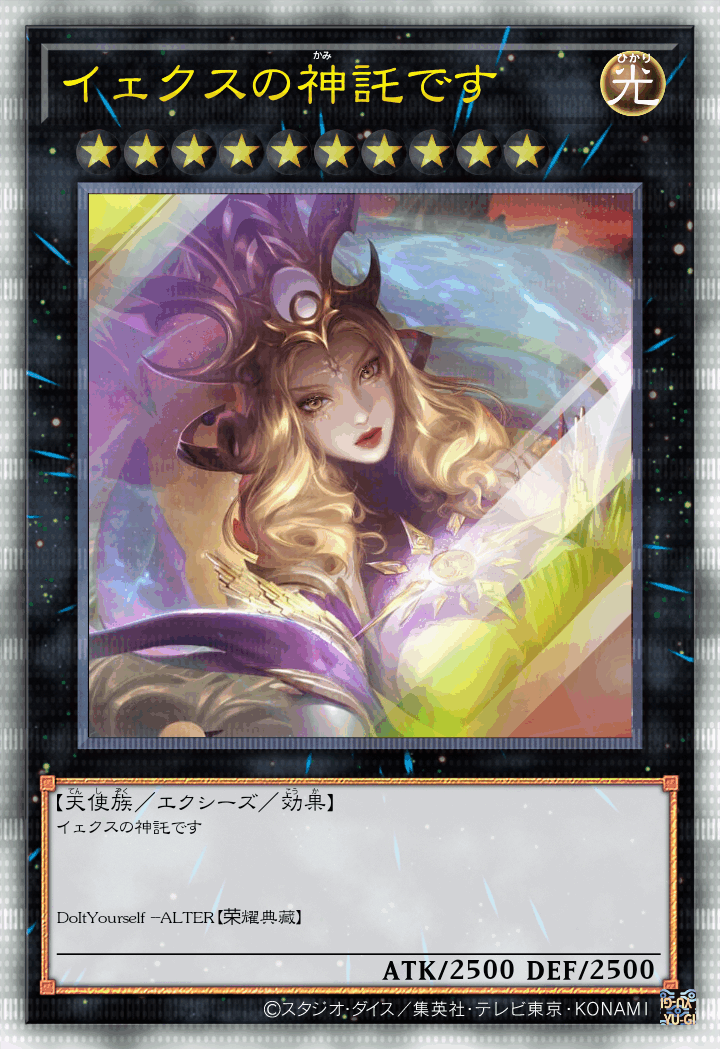 かみ
イェクスの神託です
ひかり
光
てんしぞく こうか
【天使族／エクシーズ／効果】
イェクスの神託です
DoItYourself -ALTER【荣耀典藏】
ATK/2500 DEF/2500
©スタジオ・ダイス／集英社・テレビ東京・KONAMI
YU-GI